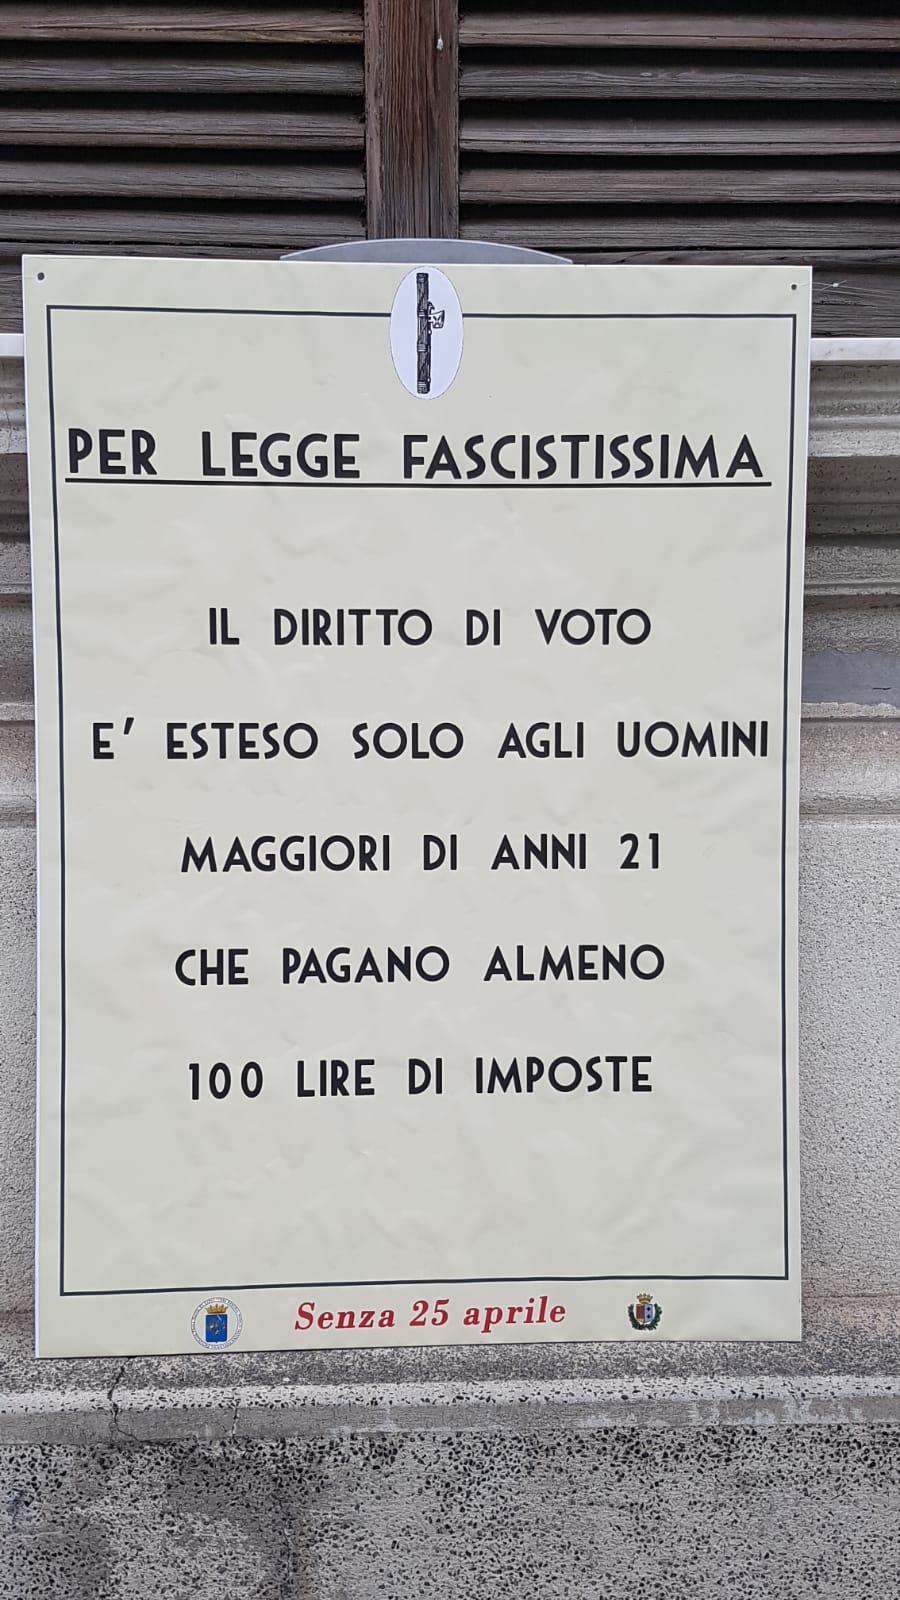 PER LEGGE FASCISTISSIMA
IL DIRITTO DI VOTO
E' ESTESO SOLO AGLI UOMINI
MAGGIORI DI ANNI 21
CHE PAGANO ALMENO
100 LIRE DI IMPOSTE
Senza 25 aprile